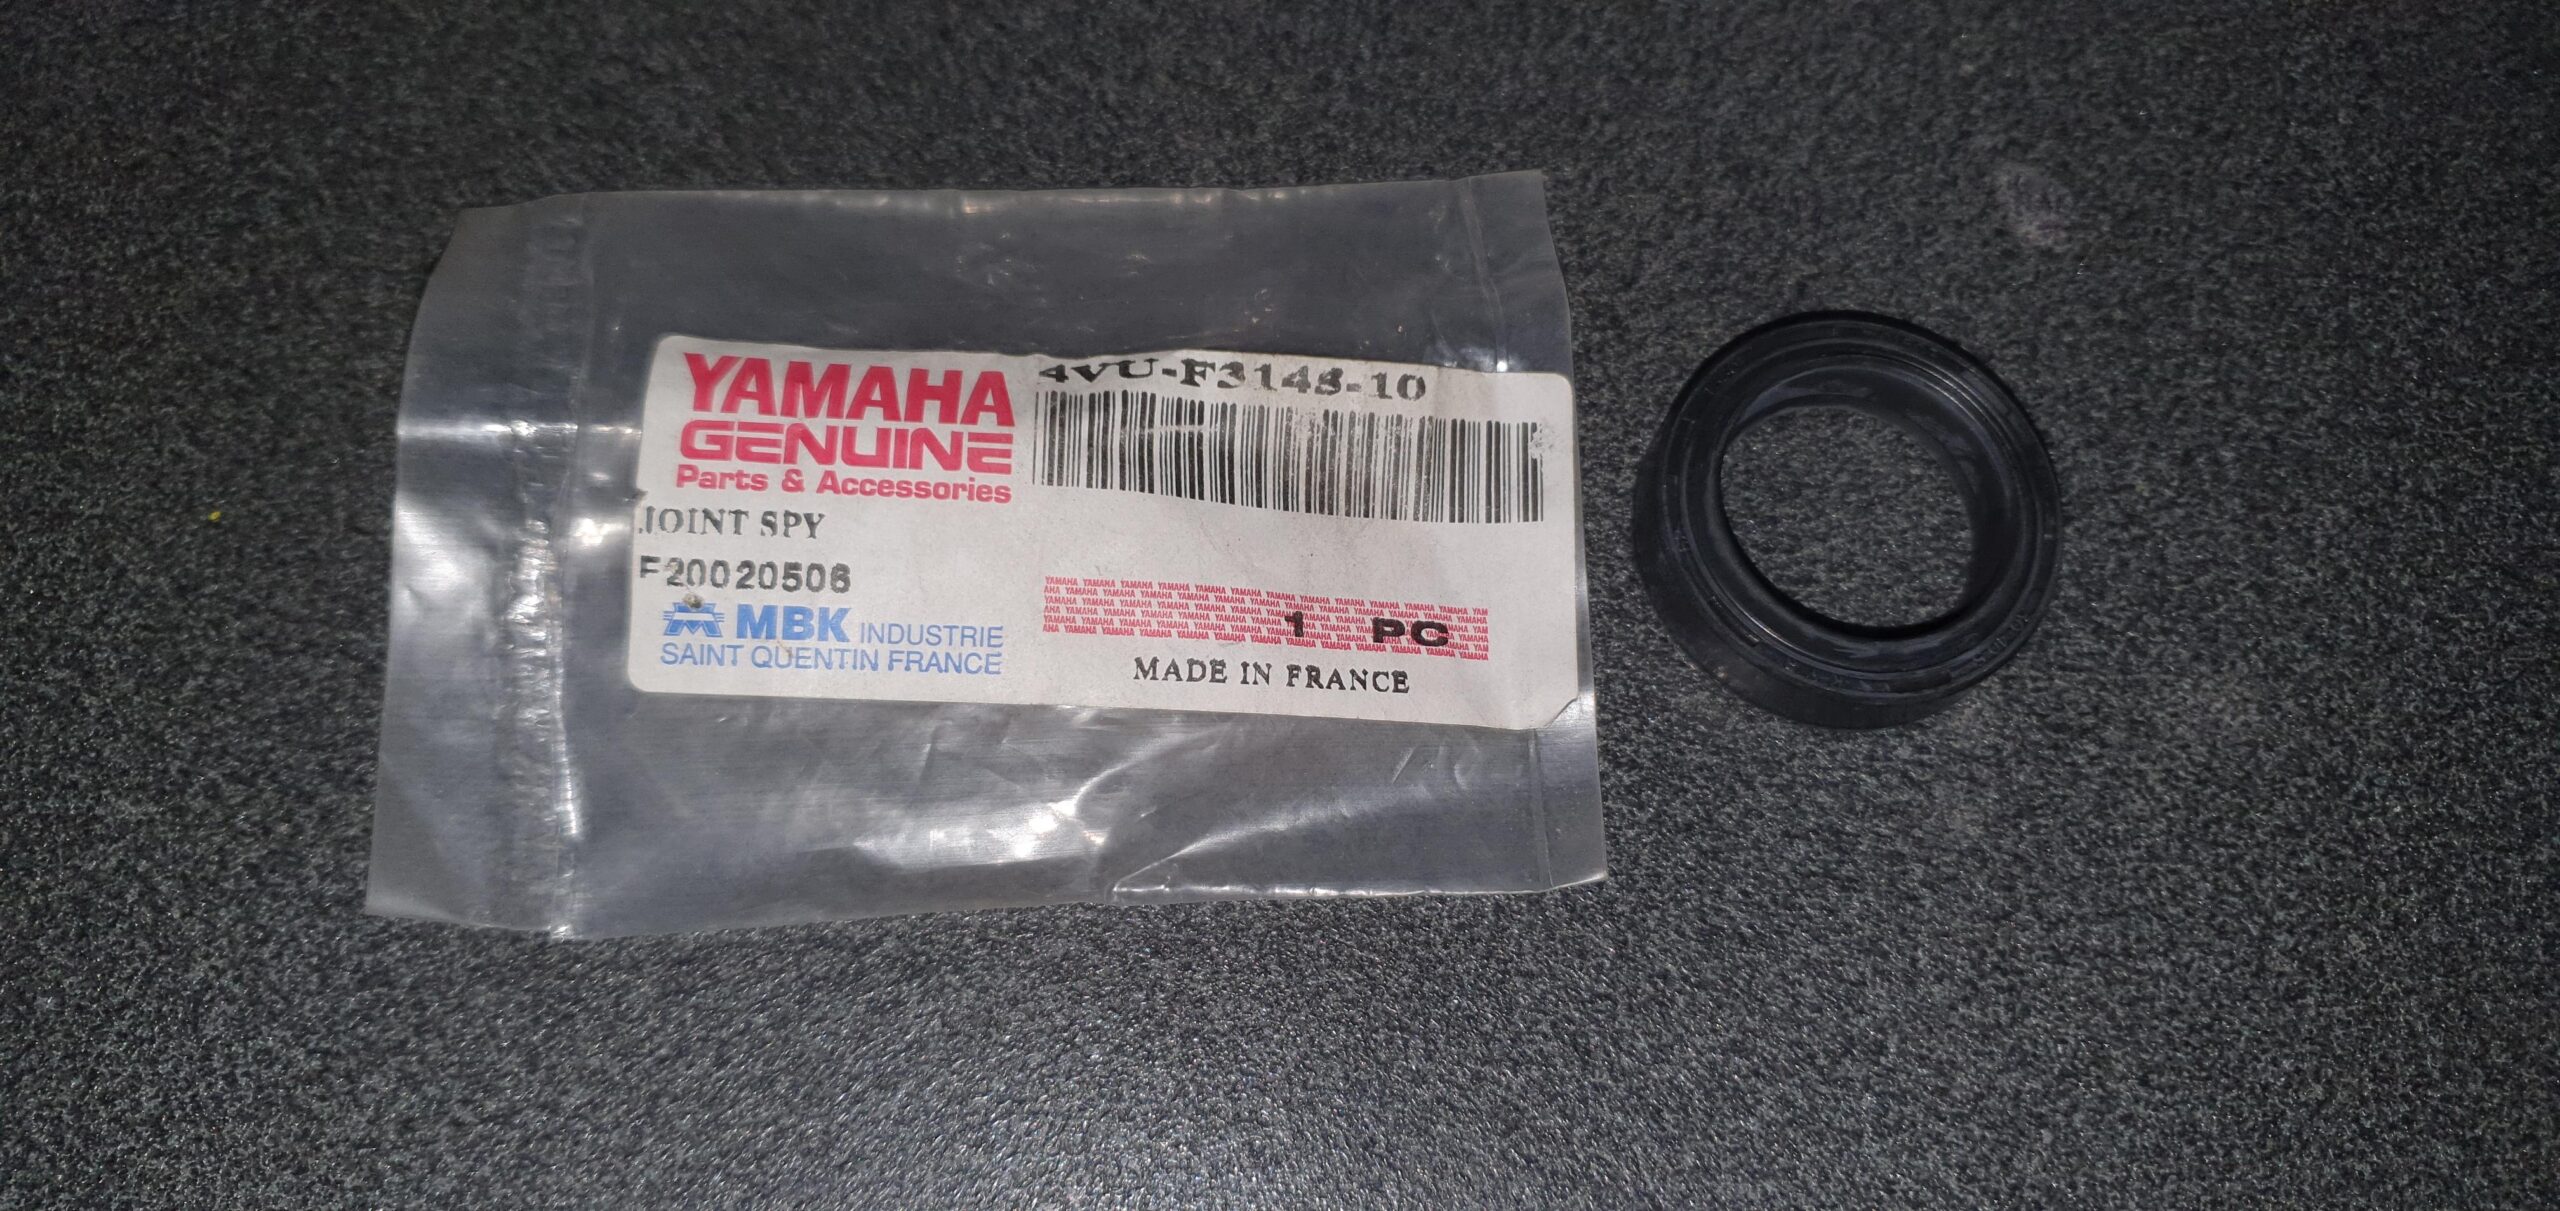 YAMAHA
GENUINE
Parts & Accessories
4VU-F3145-10
JOINT SPY
F20020506
MBK INDUSTRIE
SAINT QUENTIN FRANCE
1 PC
MADE IN FRANCE